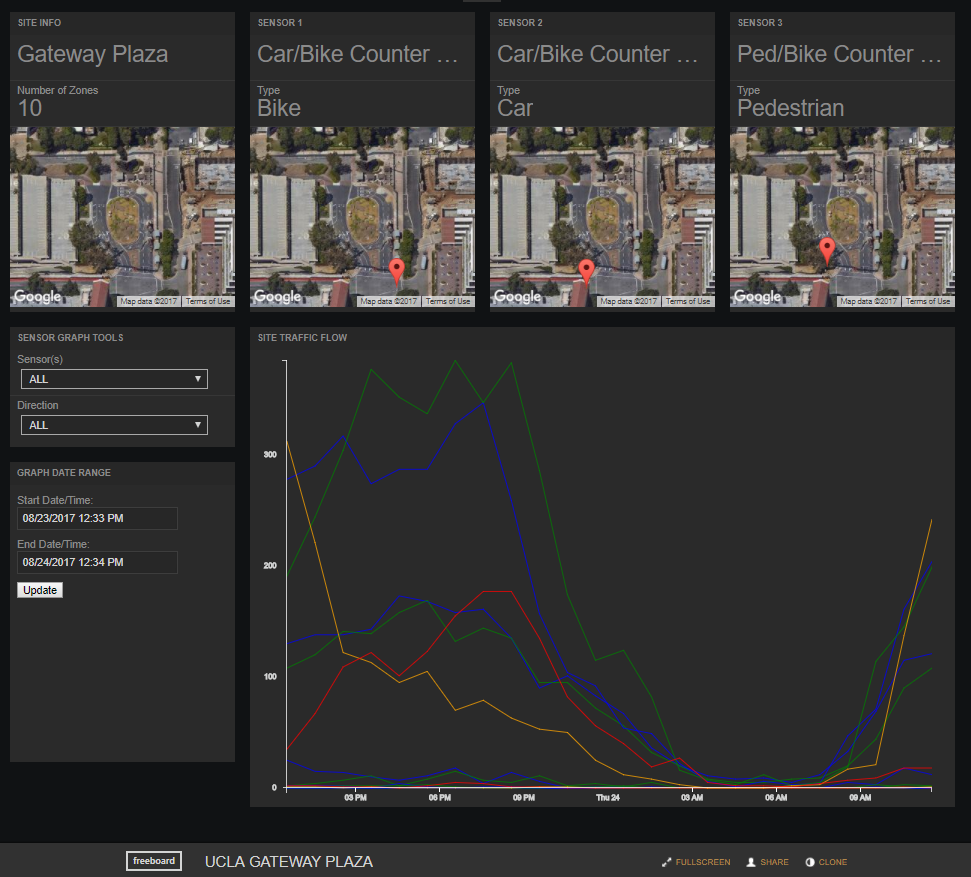 SITE INFO
Gateway Plaza
Number of Zones
10
Google
Map data ©2017
Terms of Use
SENSOR 1
Car/Bike Counter ...
Type
Bike
Google
Map data ©2017
Terms of Use
SENSOR 2
Car/Bike Counter ...
Type
Car
Google
Map data ©2017
Terms of Use
SENSOR 3
Ped/Bike Counter ...
Type
Pedestrian
Google
Map data ©2017
Terms of Use
SENSOR GRAPH TOOLS
Sensor(s)
ALL
Direction
ALL
GRAPH DATE RANGE
Start Date/Time:
08/23/2017 12:33 PM
End Date/Time:
08/24/2017 12:34 PM
Update
SITE TRAFFIC FLOW
300
200
100
0
03 PM
06 PM
09 PM
Thu 24
03 AM
06 AM
09 AM
freeboard
UCLA GATEWAY PLAZA
FULLSCREEN
SHARE
CLONE